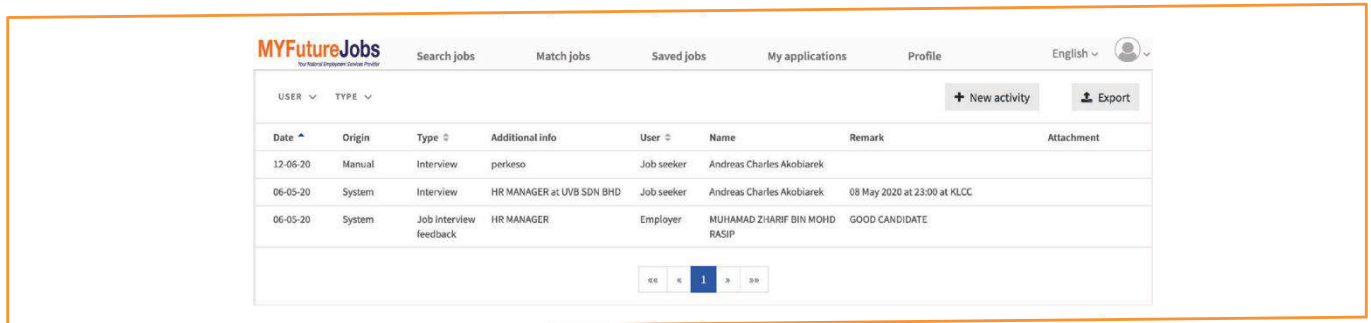 MYFutureJobs
Your National Employment Services Provider
Search jobs Match jobs Saved jobs My applications Profile English
USER TYPE + New activity Export
Date Origin Type Additional info User Name Remark Attachment
12-06-20 Manual Interview perkeso Job seeker Andreas Charles Akobiarek
06-05-20 System Interview HR MANAGER at UVB SDN BHD Job seeker Andreas Charles Akobiarek 08 May 2020 at 23:00 at KLCC
06-05-20 System Job interview HR MANAGER Employer MUHAMAD ZHARIF BIN MOHD GOOD CANDIDATE
feedback RASIP
«« « 1 » »»